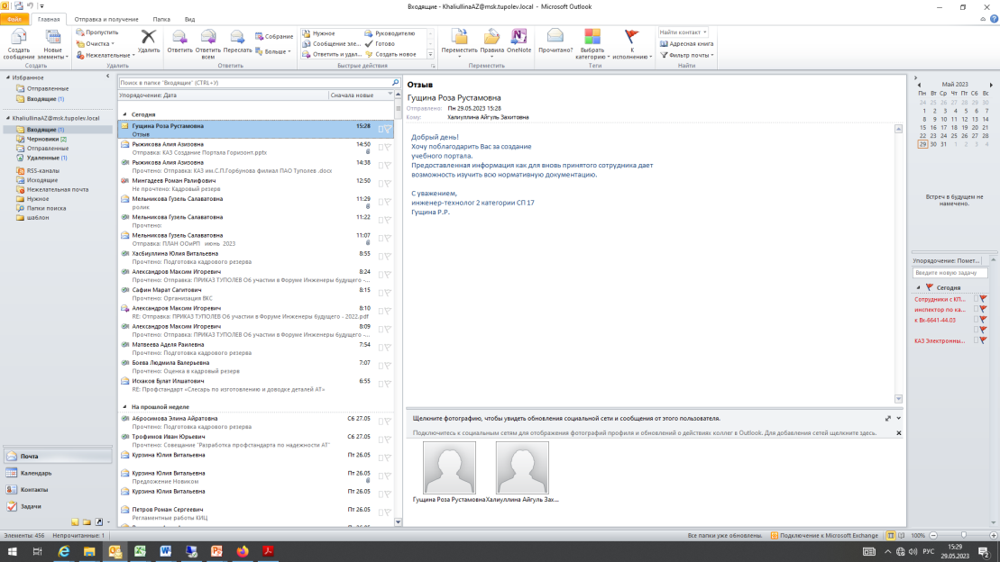 Входящие - KhaliullinaAZ@msk.tupolev.local - Microsoft Outlook
Файл Главная Отправка и получение Папка Вид
Создать сообщение
Создать элементы
Создать
Пропустить
Очистка
Нежелательные
Удалить
Удалить
Ответить
Ответить всем
Переслать
Собрание
Больше
Ответить
Нужное
Сообщение эле...
Ответить и удал...
Руководителю
Готово
Создать новое
Быстрые действия
Переместить
Правила
OneNote
Переместить
Прочитано?
Выбрать категорию
К исполнению
Теги
Найти контакт
Адресная книга
Фильтр почты
Найти
Избранное
Отправленные
Входящие (1)
KhaliullinaAZ@msk.tupolev.local
Входящие (1)
Черновики [2]
Отправленные
Удаленные (1)
RSS-каналы
Исходящие
Нежелательная почта
Нужное
Папки поиска
шаблон
Почта
Календарь
Контакты
Задачи
Поиск в папке "Входящие" (CTRL+У)
Упорядочение: Дата Сначала новые
Сегодня
Гущина Роза Рустамовна 15:28
Отзыв
Рыжикова Алия Азизовна 14:50
Отправка: КАЗ Создание Портала Горизонт.pptx
Рыжикова Алия Азизовна 14:38
Прочтено: Отправка: КАЗ им.С.П.Горбунова филиал ПАО Туполев .docx
Мингадеев Роман Ралифович 12:50
Не прочтено: Кадровый резерв
Мельникова Гузель Салаватовна 11:29
ролик
Мельникова Гузель Салаватовна 11:22
Прочтено:
Мельникова Гузель Салаватовна 11:07
Отправка: ПЛАН ООиРП июнь 2023
Хасбиуллина Юлия Витальевна 8:55
Прочтено: Подготовка кадрового резерва
Александров Максим Игоревич 8:24
Прочтено: Отправка: ПРИКАЗ ТУПОЛЕВ Об участии в Форуме Инженеры будущего -...
Сафин Марат Сагитович 8:15
Прочтено: Организация ВКС
Александров Максим Игоревич 8:10
RE: Отправка: ПРИКАЗ ТУПОЛЕВ Об участии в Форуме Инженеры будущего - 2022.pdf
Александров Максим Игоревич 8:09
Прочтено: Отправка: ПРИКАЗ ТУПОЛЕВ Об участии в Форуме Инженеры будущего -...
Матвеева Аделя Раилевна 7:54
Прочтено: Подготовка кадрового резерва
Боева Людмила Валерьевна 7:07
Прочтено: Оценка в кадровый резерв
Исхаков Булат Илшатович 6:55
RE: Профстандарт «Слесарь по изготовлению и доводке деталей АТ»
На прошлой неделе
Абросимова Элина Айратовна Сб 27.05
Прочтено: Подготовка кадрового резерва
Трофимов Иван Юрьевич Сб 27.05
Прочтено: Совещание "Разработка профстандарта по надежности АТ"
Курзина Юлия Витальевна Пт 26.05
Курзина Юлия Витальевна Пт 26.05
Предложение Новиком
Курзина Юлия Витальевна Пт 26.05
Петров Роман Сергеевич Пт 26.05
Регламентные работы КИЦ
Отзыв
Гущина Роза Рустамовна
Отправлено: Пн 29.05.2023 15:28
Кому: Халиуллина Айгуль Захитовна
Добрый день!
Хочу поблагодарить Вас за создание
учебного портала.
Предоставленная информация как для вновь принятого сотрудника дает
возможность изучить всю нормативную документацию.
С уважением,
инженер-технолог 2 категории СП 17
Гущина Р.Р.
Щелкните фотографию, чтобы увидеть обновления социальной сети и сообщения от этого пользователя.
Подключитесь к социальным сетям для отображения фотографий профиля и обновлений о действиях коллег в Outlook. Для добавления сетей щелкните здесь.
Гущина Роза Рустамовна Халиуллина Айгуль Зах...
Май 2023
Пн Вт Ср Чт Пт Сб Вс
24 25 26 27 28 29 30
1 2 3 4 5 6 7
8 9 10 11 12 13 14
15 16 17 18 19 20 21
22 23 24 25 26 27 28
29 30 31 1 2 3 4
Встреч в будущем не
намечено.
Упорядочение: Помет...
Введите новую задачу
Сегодня
Сотрудники с КП...
инспектор по ка...
к Вх-6641-44.03
КАЗ Электронны...
Элементы: 456 Непрочитанные: 1
Все папки уже обновлены. Подключение к Microsoft Exchange 100%
РУС
15:29
29.05.2023
2